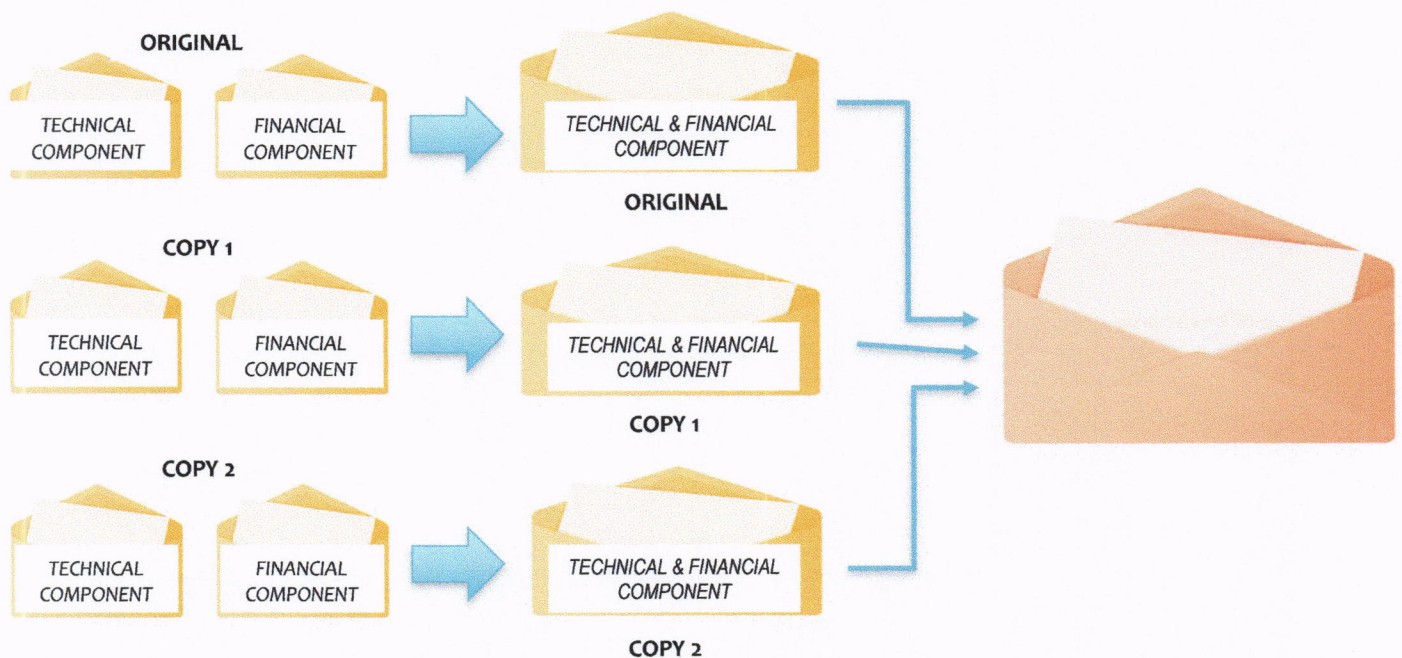 ORIGINAL
TECHNICAL
COMPONENT
FINANCIAL
COMPONENT
TECHNICAL & FINANCIAL
COMPONENT
ORIGINAL
COPY 1
TECHNICAL
COMPONENT
FINANCIAL
COMPONENT
TECHNICAL & FINANCIAL
COMPONENT
COPY 1
COPY 2
TECHNICAL
COMPONENT
FINANCIAL
COMPONENT
TECHNICAL & FINANCIAL
COMPONENT
COPY 2